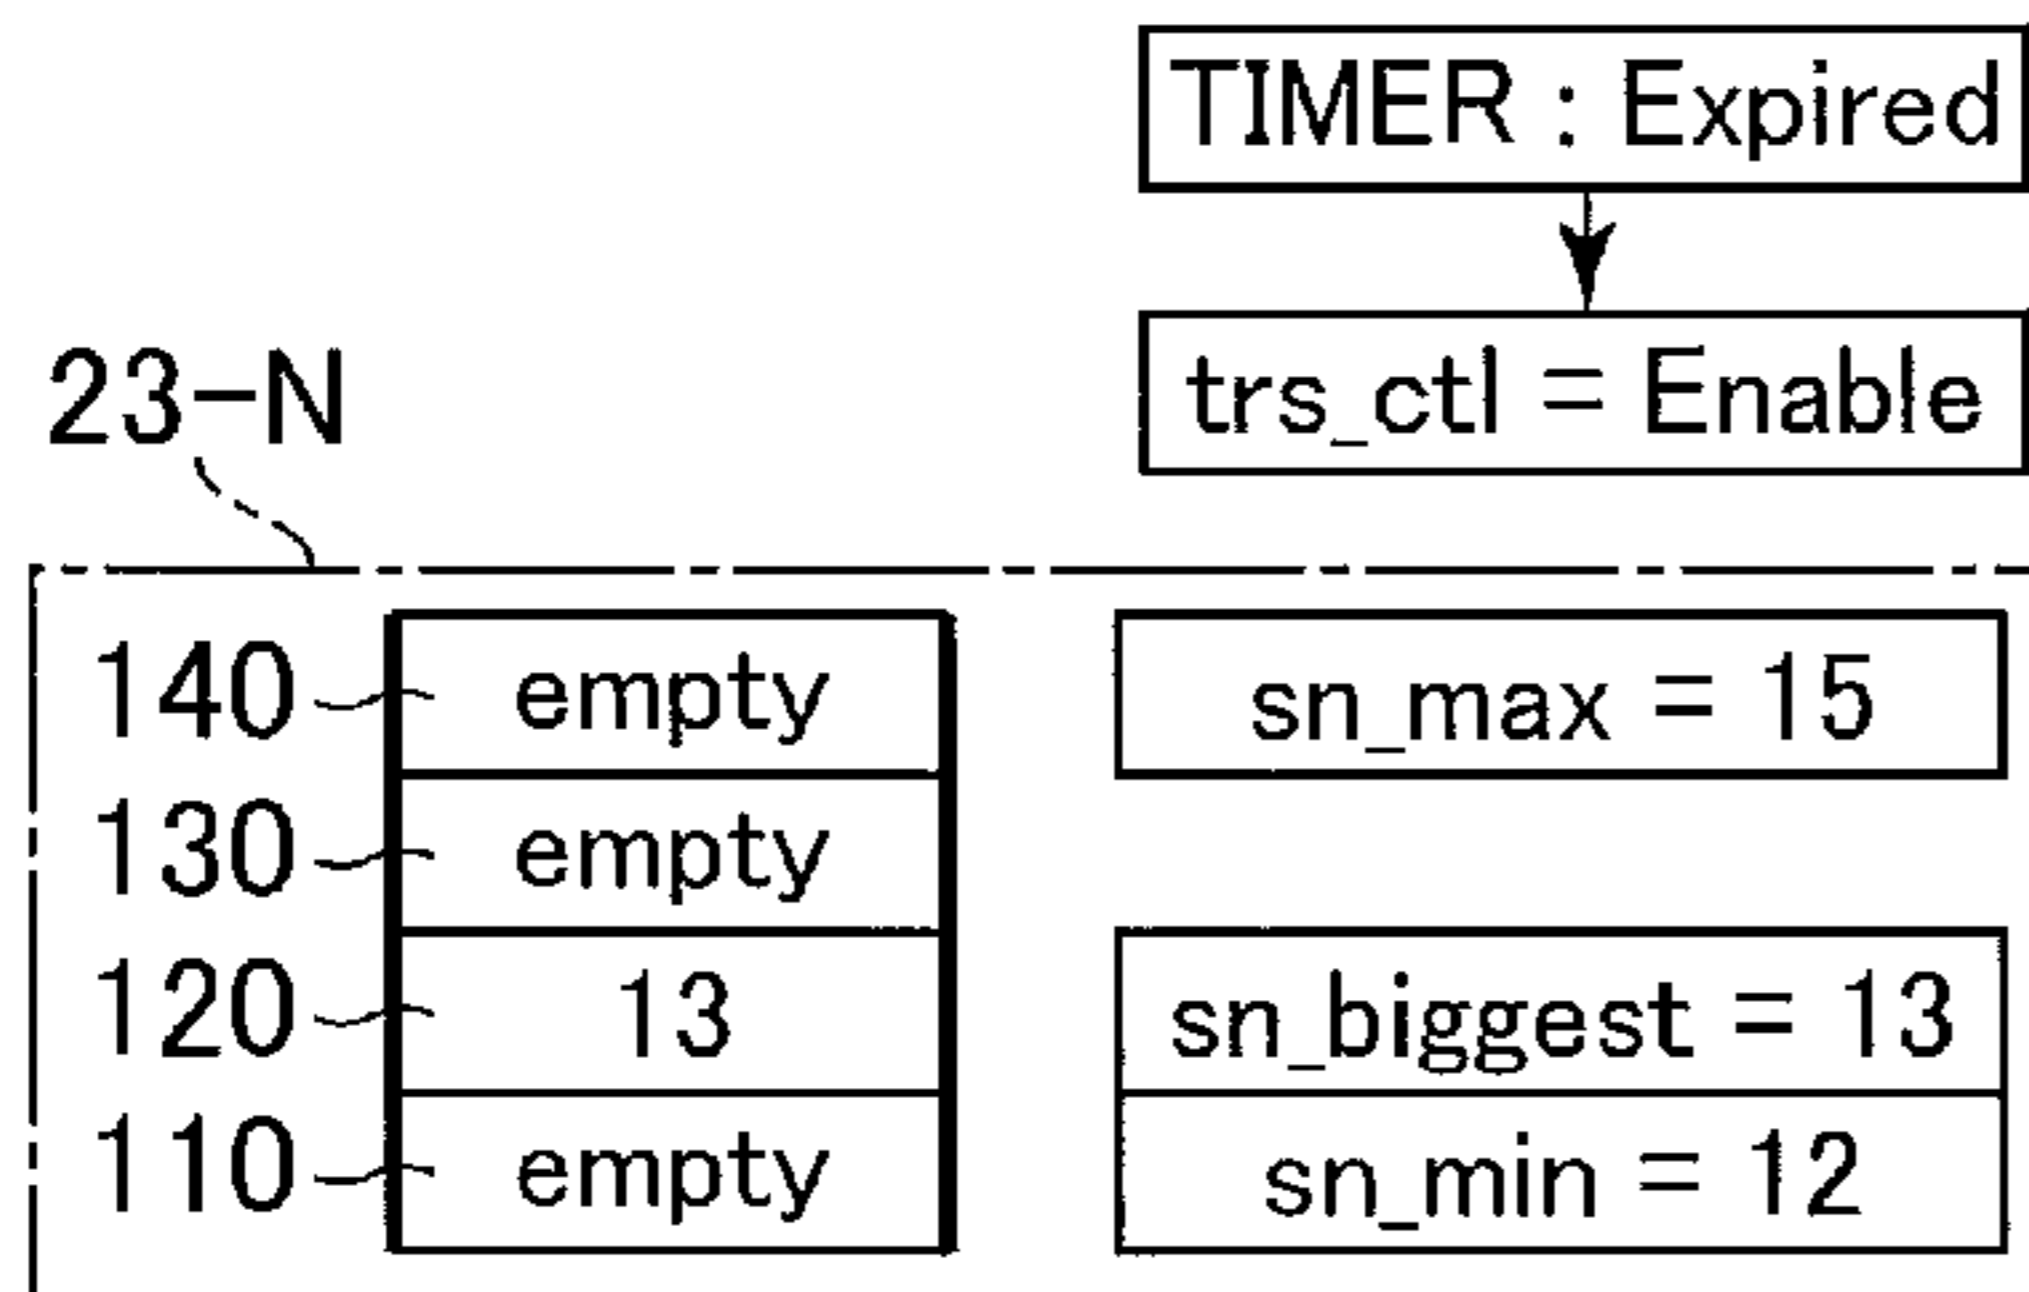 TIMER : Expired
trs_ctl = Enable
23-N
140 empty sn_max = 15
130 empty
120 13 sn_biggest = 13
110 empty sn_min = 12